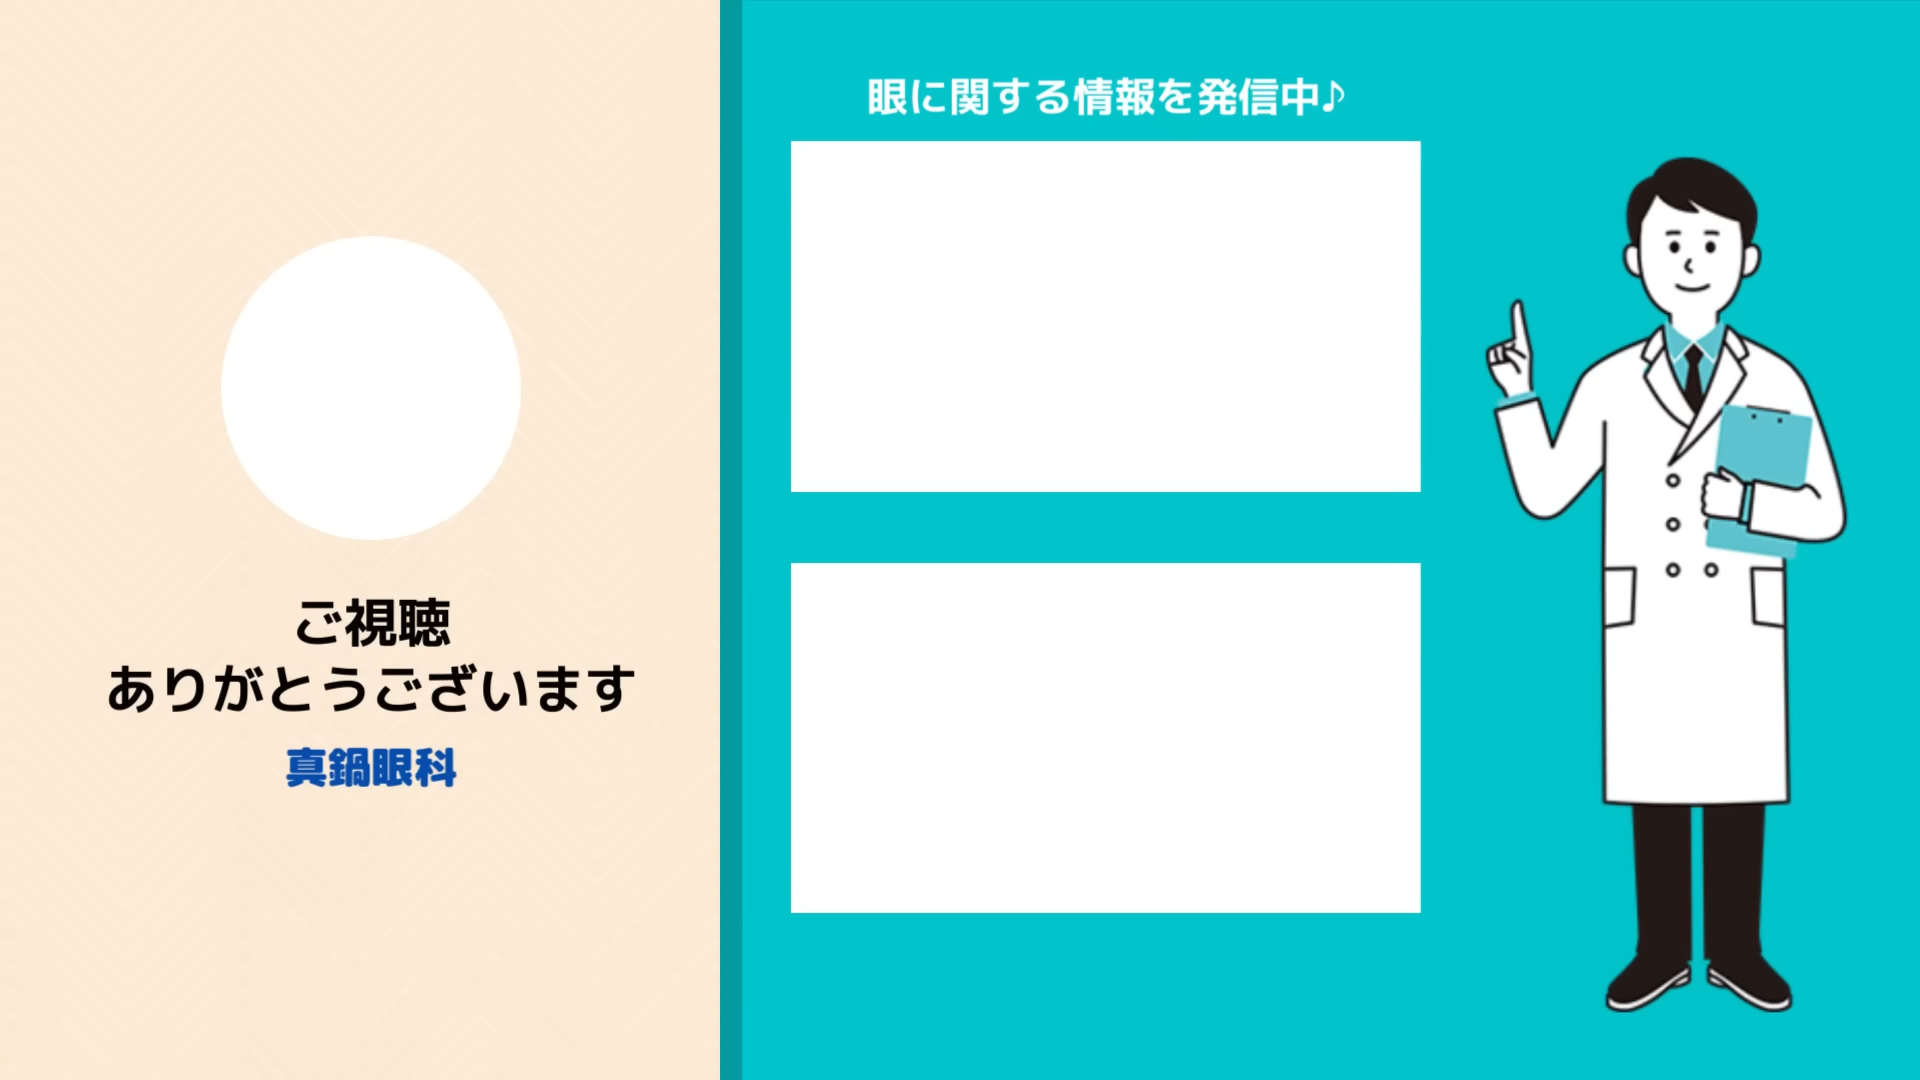 ご視聴
ありがとうございます
真鍋眼科
眼に関する情報を発信中♪